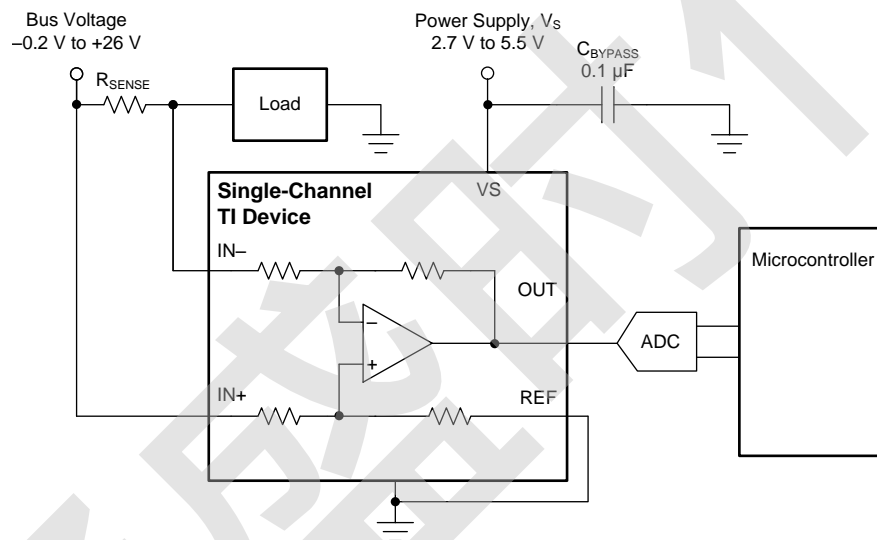 Bus Voltage
–0.2 V to +26 V
Power Supply, VS
2.7 V to 5.5 V
CBYPASS
0.1 µF
RSENSE
Load
Single-Channel
TI Device
VS
IN–
OUT
Microcontroller
–
ADC
+
IN+
REF